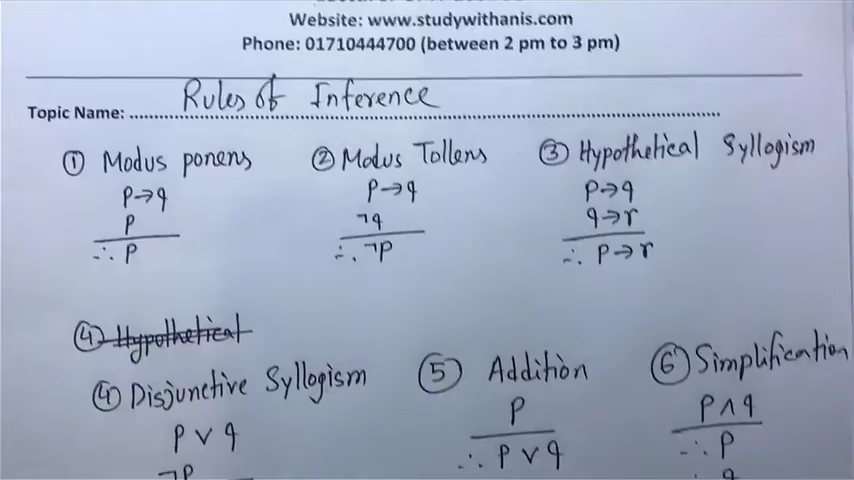 Website: www.studywithanis.com
Phone: 01710444700 (between 2 pm to 3 pm)
Topic Name: Rules of Inference
① Modus ponens
p→q
p
∴ p
② Modus Tollens
p→q
¬q
∴ ¬p
③ Hypothetical Syllogism
p→q
q→r
∴ p→r
④ Hypothetical
④ Disjunctive Syllogism
p ∨ q
¬p
⑤ Addition
p
∴ p ∨ q
⑥ Simplification
p ∧ q
∴ p